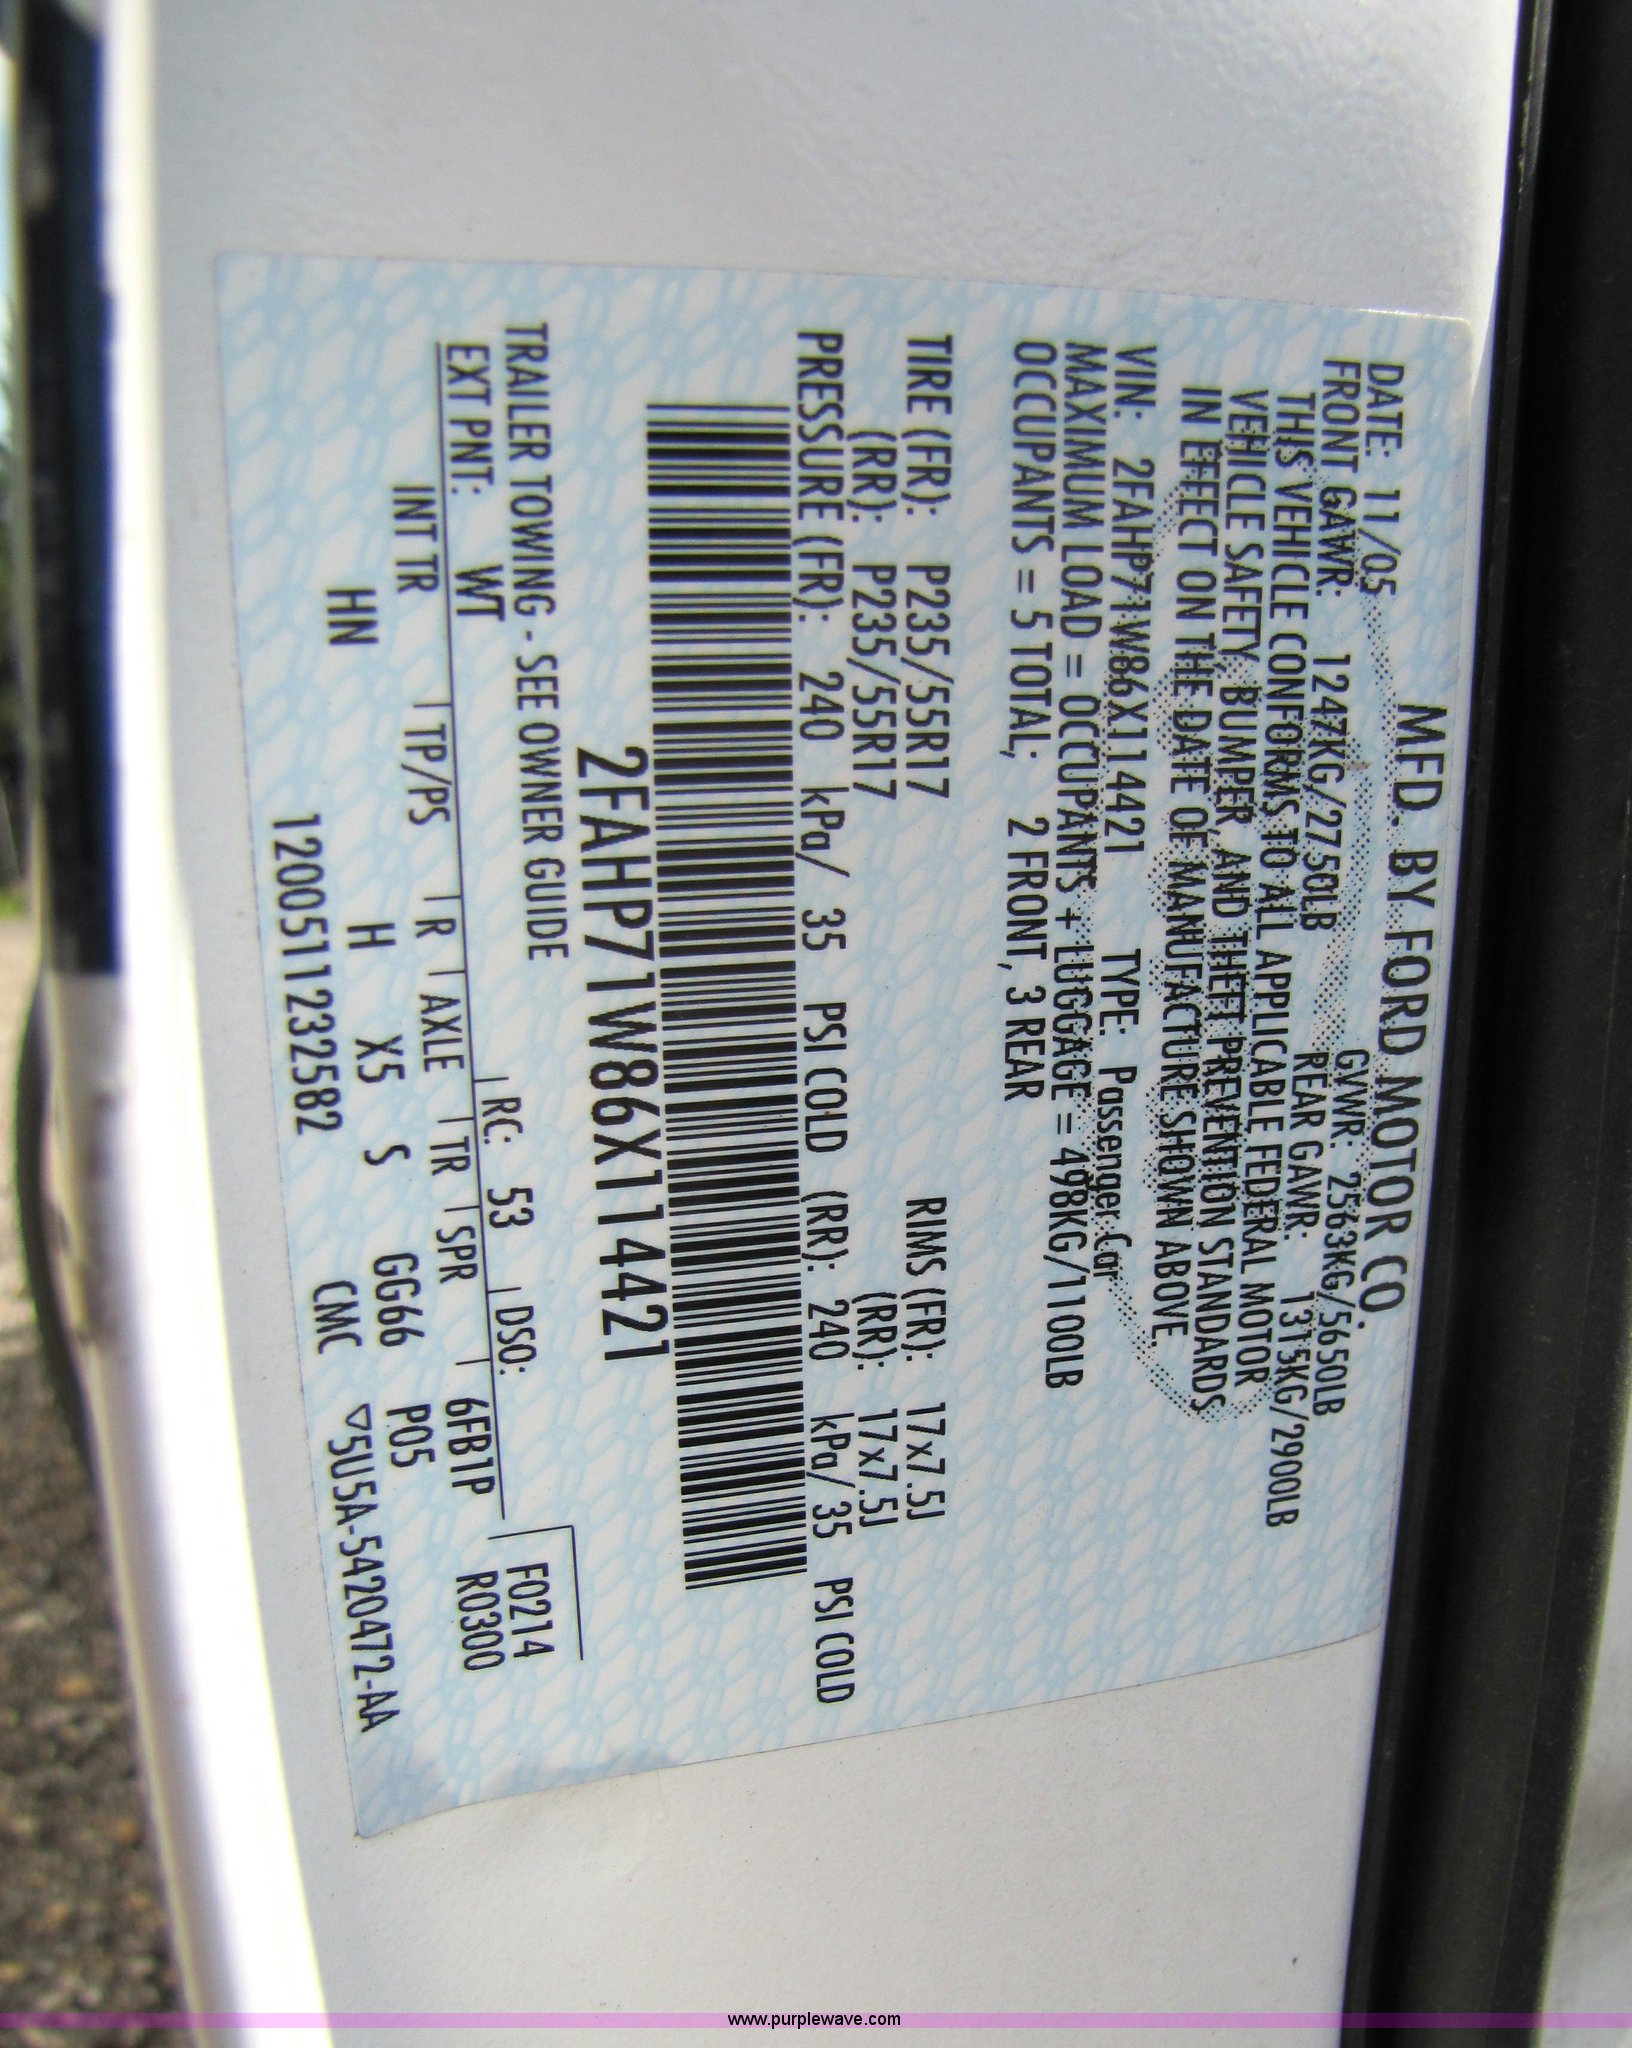 MFD. BY FORD MOTOR CO.
DATE: 11/05 GVWR: 2563KG/5650LB
FRONT GAWR: 1247KG/2750LB REAR GAWR: 1315KG/2900LB
THIS VEHICLE CONFORMS TO ALL APPLICABLE FEDERAL MOTOR
VEHICLE SAFETY, BUMPER, AND THEFT PREVENTION STANDARDS
IN EFFECT ON THE DATE OF MANUFACTURE SHOWN ABOVE.
VIN: 2FAHP71W86X114421 TYPE: Passenger Car
MAXIMUM LOAD = OCCUPANTS + LUGGAGE = 498KG/1100LB
OCCUPANTS = 5 TOTAL; 2 FRONT, 3 REAR
TIRE (FR): P235/55R17 RIMS (FR): 17x7.5J
(RR): P235/55R17 (RR): 17x7.5J
PRESSURE (FR): 240 kPa/ 35 PSI COLD (RR): 240 kPa/ 35 PSI COLD
2FAHP71W86X114421
TRAILER TOWING - SEE OWNER GUIDE
F0214
EXT PNT: WT RC: 53 DSO: R0300
INT TR TP/PS R AXLE TR SPR 6FB1P
HN H X5 S GG66 P05
1200511232582 CMC ▽5U5A-5420472-AA
www.purplewave.com